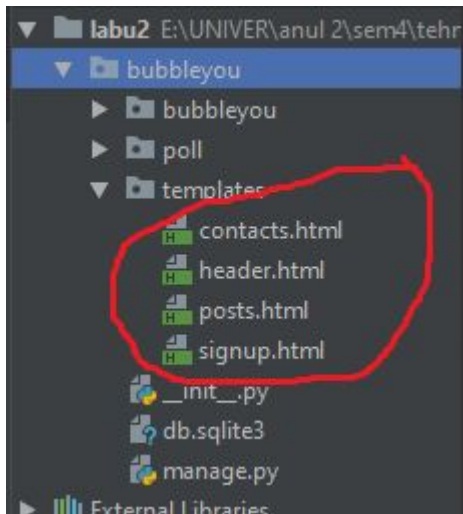 labu2 E:\UNIVER\anul 2\sem4\tehr
bubbleyou
bubbleyou
poll
templates
contacts.html
header.html
posts.html
signup.html
__init__.py
db.sqlite3
manage.py
External Libraries